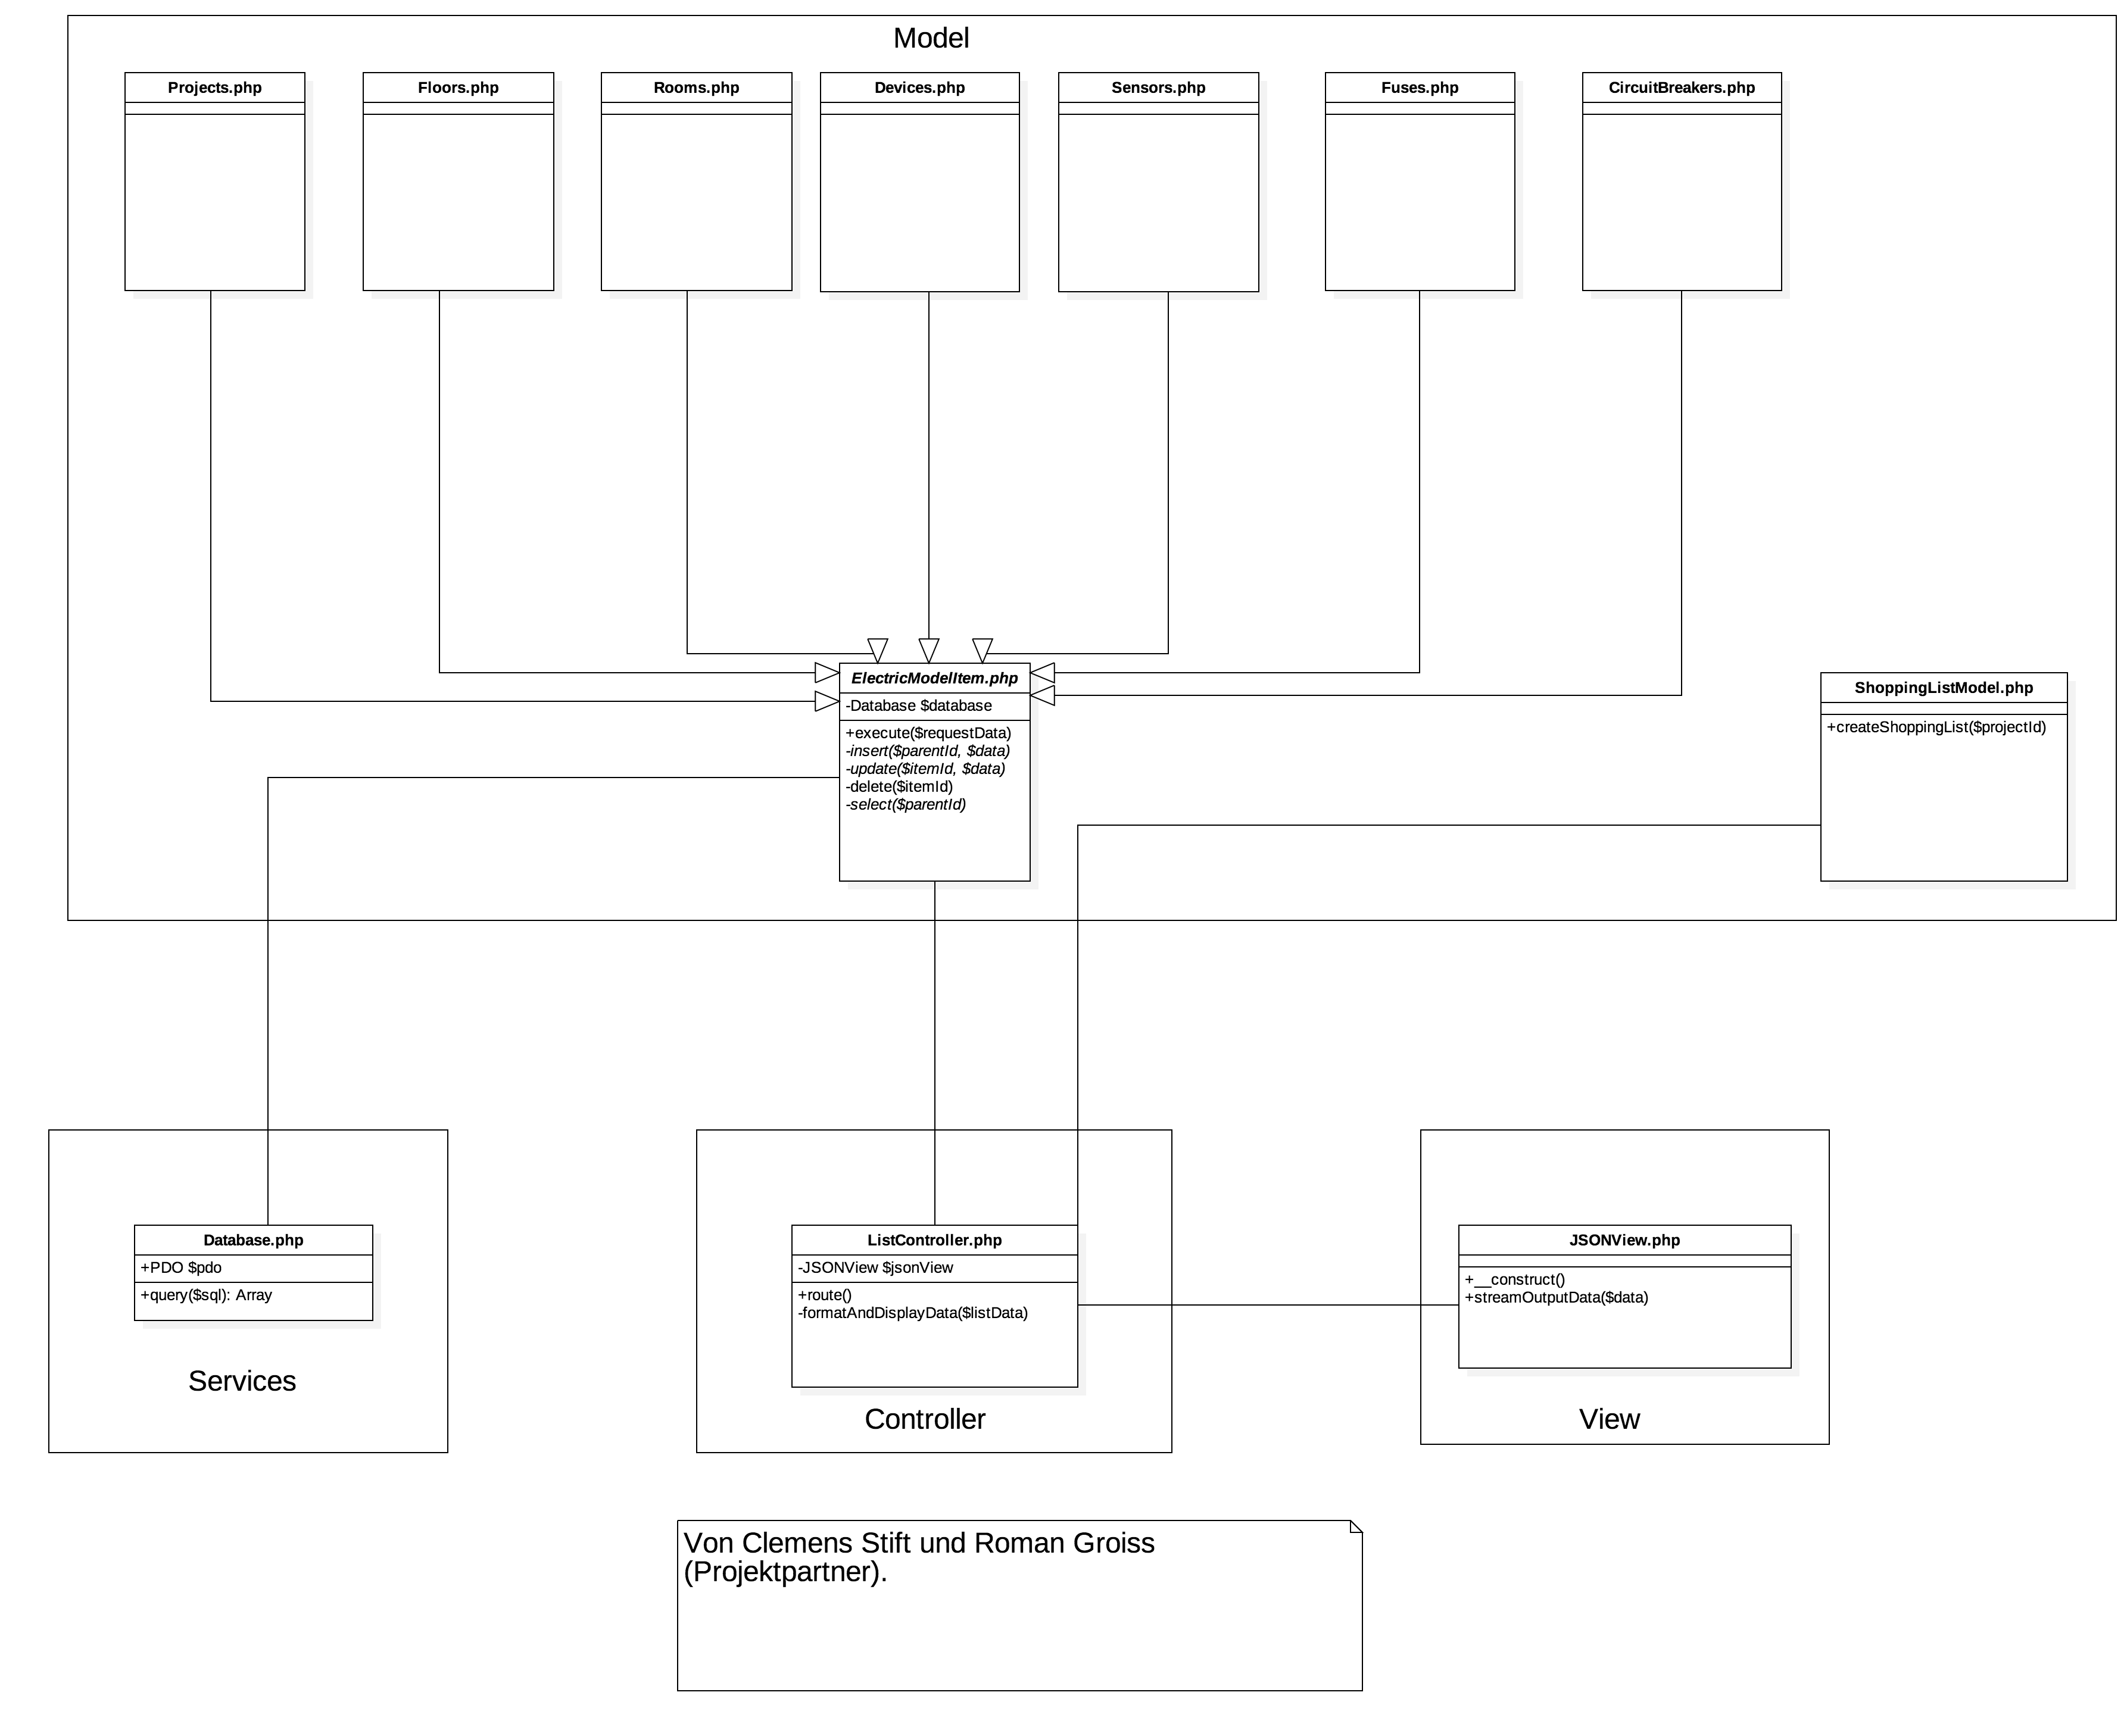 Model
Projects.php
Floors.php
Rooms.php
Devices.php
Sensors.php
Fuses.php
CircuitBreakers.php
ElectricModelItem.php
-Database $database
+execute($requestData)
-insert($parentId, $data)
-update($itemId, $data)
-delete($itemId)
-select($parentId)
ShoppingListModel.php
+createShoppingList($projectId)
Database.php
+PDO $pdo
+query($sql): Array
Services
ListController.php
-JSONView $jsonView
+route()
-formatAndDisplayData($listData)
Controller
JSONView.php
+__construct()
+streamOutputData($data)
View
Von Clemens Stift und Roman Groiss
(Projektpartner).